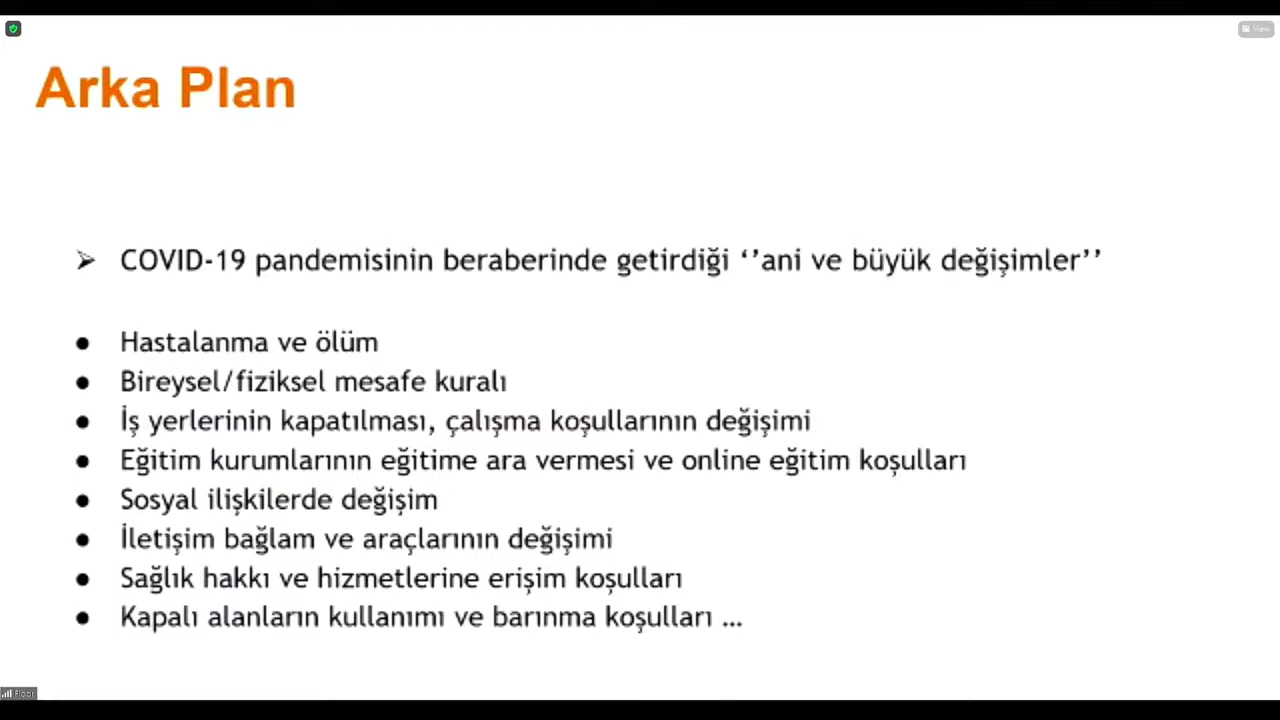 View
Arka Plan
➢ COVID-19 pandemisinin beraberinde getirdiği ‘’ani ve büyük değişimler’’
● Hastalanma ve ölüm
● Bireysel/fiziksel mesafe kuralı
● İş yerlerinin kapatılması, çalışma koşullarının değişimi
● Eğitim kurumlarının eğitime ara vermesi ve online eğitim koşulları
● Sosyal ilişkilerde değişim
● İletişim bağlam ve araçlarının değişimi
● Sağlık hakkı ve hizmetlerine erişim koşulları
● Kapalı alanların kullanımı ve barınma koşulları …
Floor